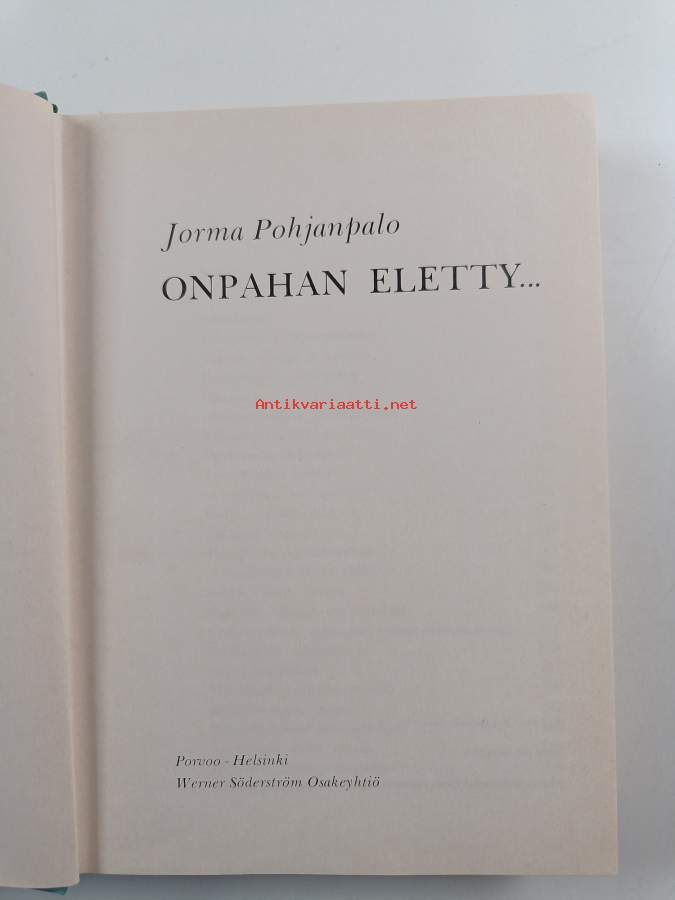 Jorma Pohjanpalo
ONPAHAN ELETTY...
Antikvariaatti.net
Porvoo - Helsinki
Werner Söderström Osakeyhtiö